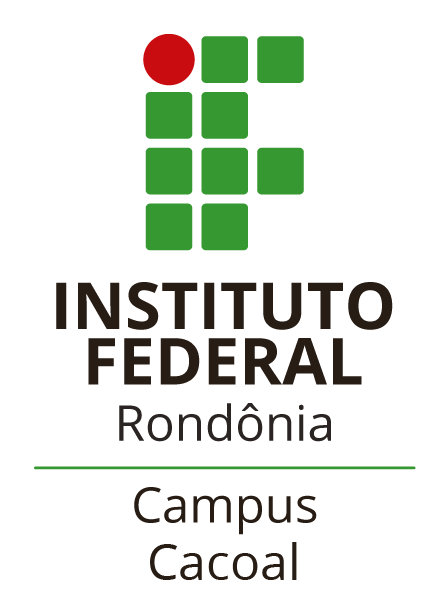 INSTITUTO
FEDERAL
Rondônia
Campus
Cacoal